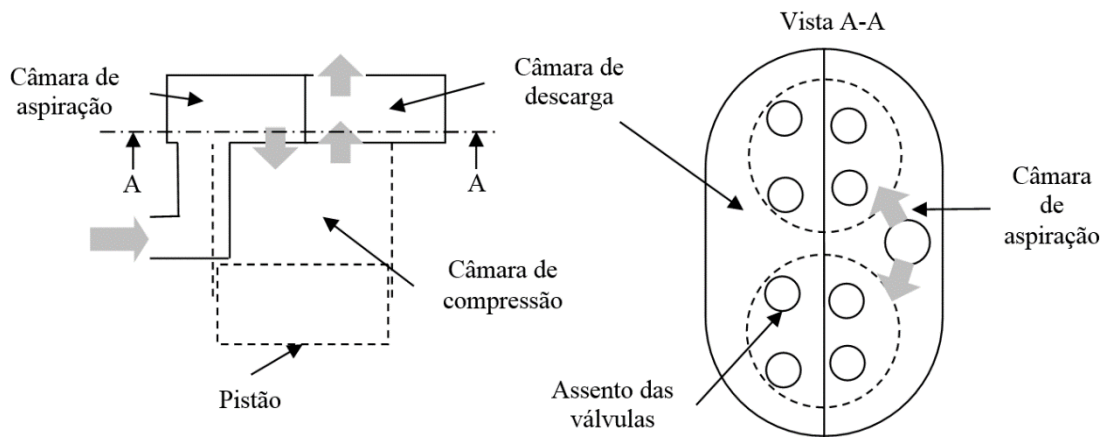 Vista A-A
Câmara de
aspiração
Câmara de
descarga
A
A
Câmara
de
aspiração
Câmara de
compressão
Pistão
Assento das
válvulas